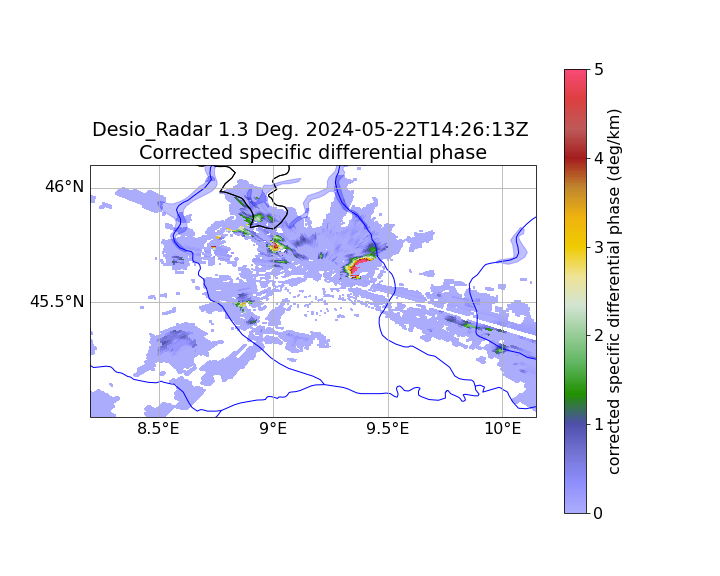 Desio_Radar 1.3 Deg. 2024-05-22T14:26:13Z
Corrected specific differential phase
46°N
45.5°N
8.5°E
9°E
9.5°E
10°E
5
4
3
2
1
0
corrected specific differential phase (deg/km)